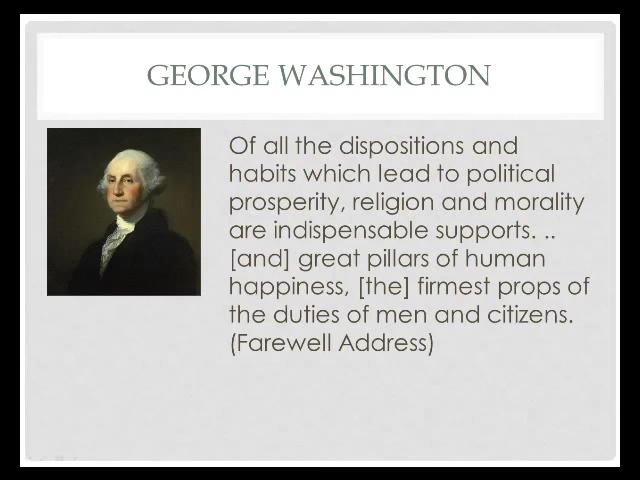 GEORGE WASHINGTON
Of all the dispositions and
habits which lead to political
prosperity, religion and morality
are indispensable supports. ..
[and] great pillars of human
happiness, [the] firmest props of
the duties of men and citizens.
(Farewell Address)